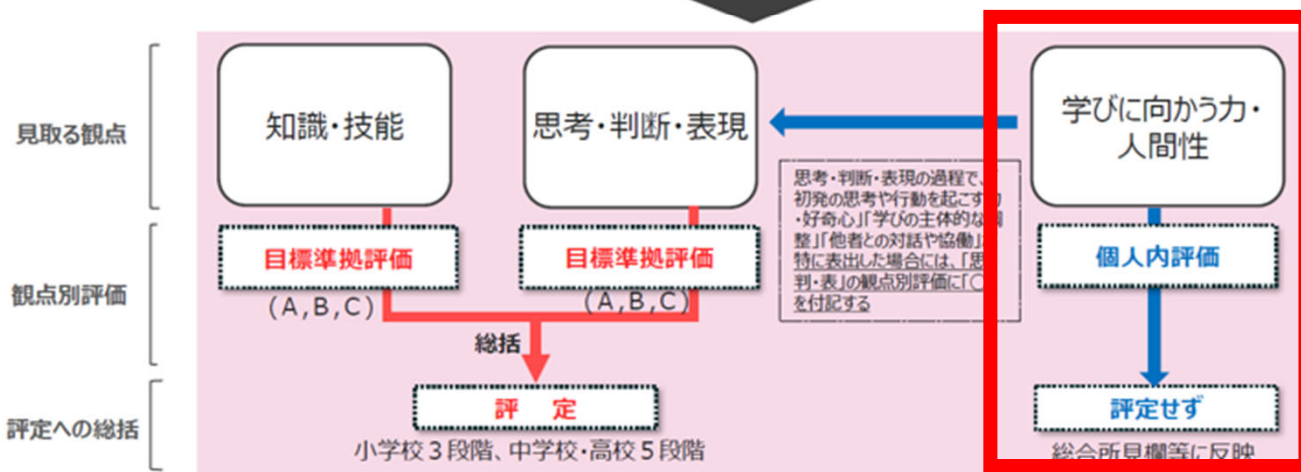 見取る観点
知識・技能
思考・判断・表現
学びに向かう力・
人間性
思考・判断・表現の過程で、
初発の思考や行動を起こす
・好奇心」「学びの主体的な
整」「他者との対話や協働」
特に表出した場合には、「思
判・表」の観点別評価に「○
を付記する
観点別評価
目標準拠評価
(A,B,C)
目標準拠評価
(A,B,C)
個人内評価
総括
評定への総括
評 定
小学校3段階、中学校・高校5段階
評定せず
総合所見欄等に反映